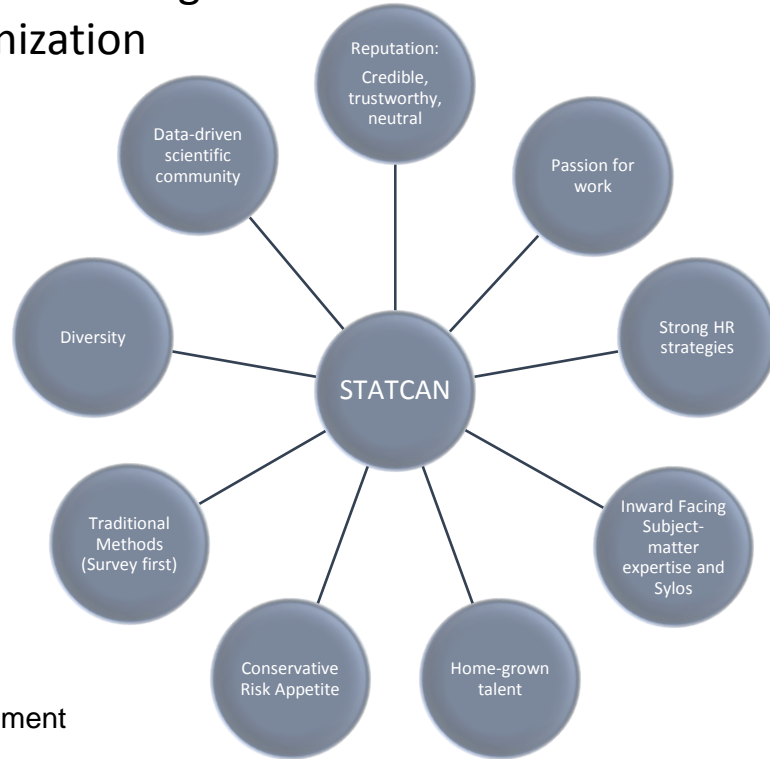 nization
Reputation:
Credible,
trustworthy,
neutral
Passion for
work
Strong HR
strategies
Inward Facing
Subject-
matter
expertise and
Sylos
Home-grown
talent
Conservative
Risk Appetite
Traditional
Methods
(Survey first)
Diversity
Data-driven
scientific
community
STATCAN
ment